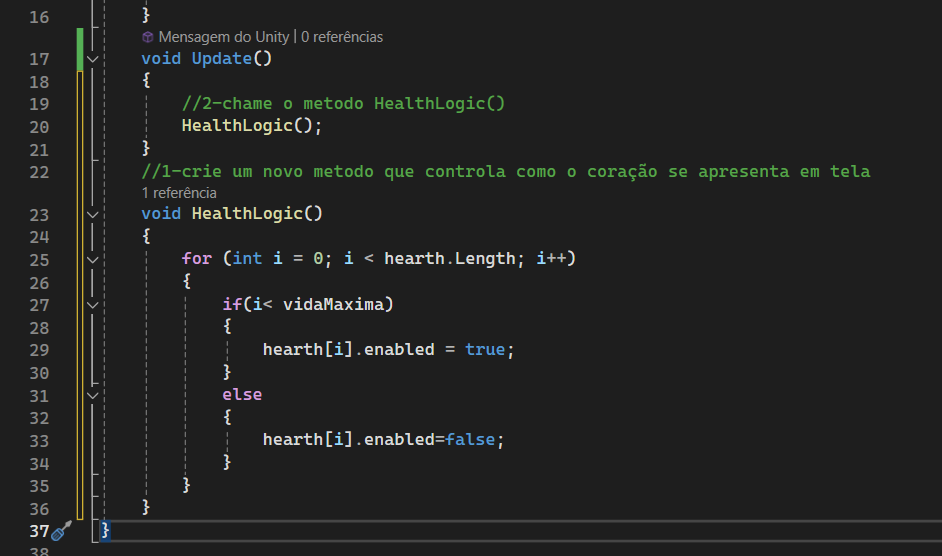 16 }
Mensagem do Unity | 0 referências
17 void Update()
18 {
19 //2-chame o metodo HealthLogic()
20 HealthLogic();
21 }
22 //1-crie um novo metodo que controla como o coração se apresenta em tela
1 referência
23 void HealthLogic()
24 {
25 for (int i = 0; i < hearth.Length; i++)
26 {
27 if(i< vidaMaxima)
28 {
29 hearth[i].enabled = true;
30 }
31 else
32 {
33 hearth[i].enabled=false;
34 }
35 }
36 }
37 }
38